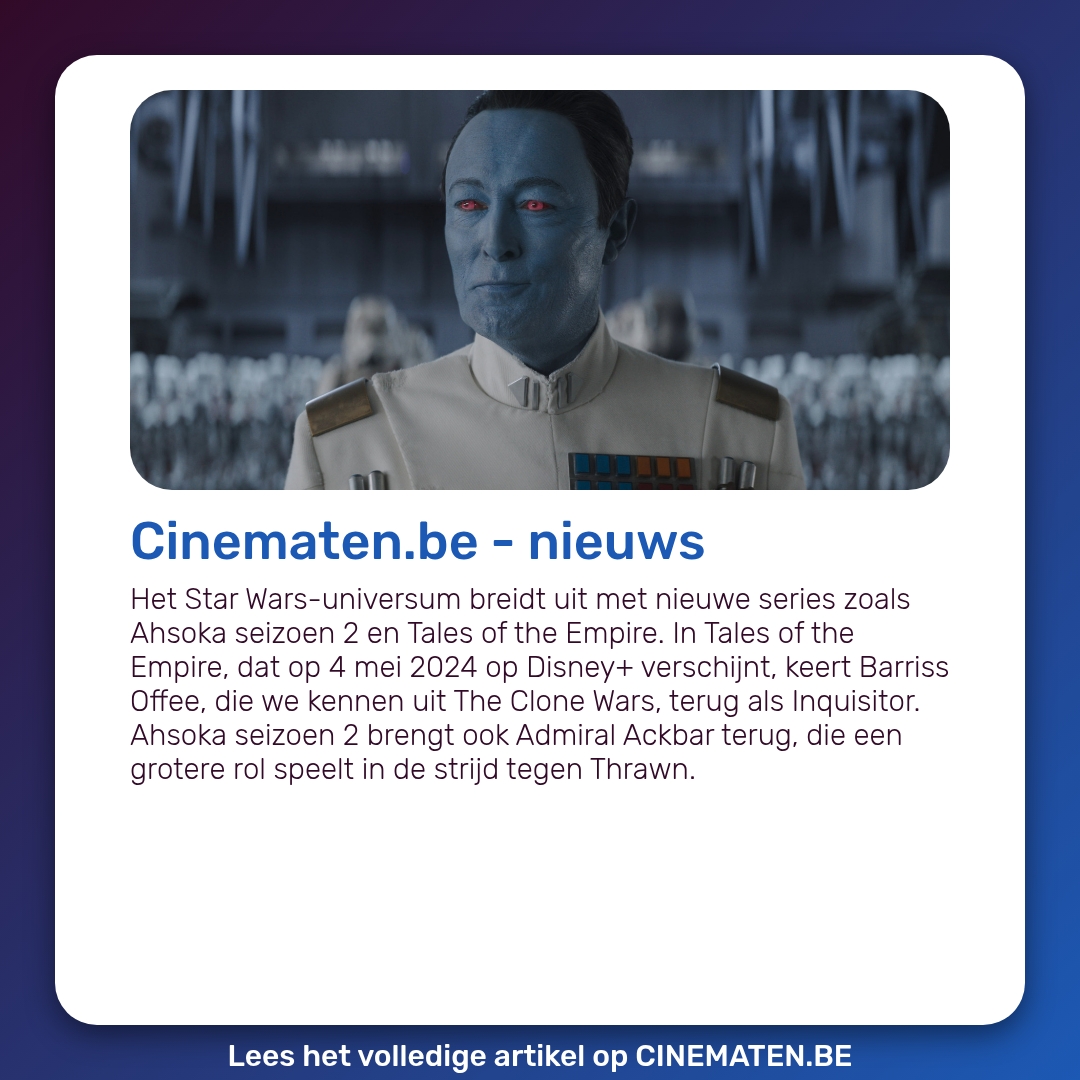 Cinematen.be - nieuws
Het Star Wars-universum breidt uit met nieuwe series zoals
Ahsoka seizoen 2 en Tales of the Empire. In Tales of the
Empire, dat op 4 mei 2024 op Disney+ verschijnt, keert Barriss
Offee, die we kennen uit The Clone Wars, terug als Inquisitor.
Ahsoka seizoen 2 brengt ook Admiral Ackbar terug, die een
grotere rol speelt in de strijd tegen Thrawn.
Lees het volledige artikel op CINEMATEN.BE